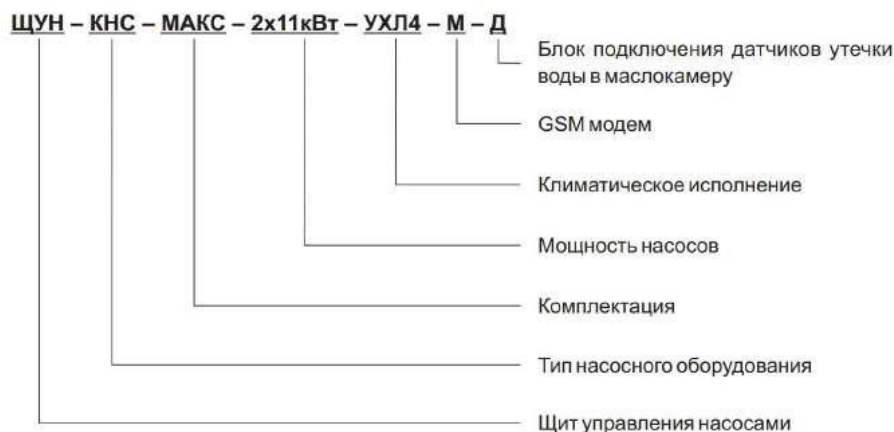 ЩУН – КНС – МАКС – 2х11кВт – УХЛ4 – М – Д
Блок подключения датчиков утечки
воды в маслокамеру
GSM модем
Климатическое исполнение
Мощность насосов
Комплектация
Тип насосного оборудования
Щит управления насосами